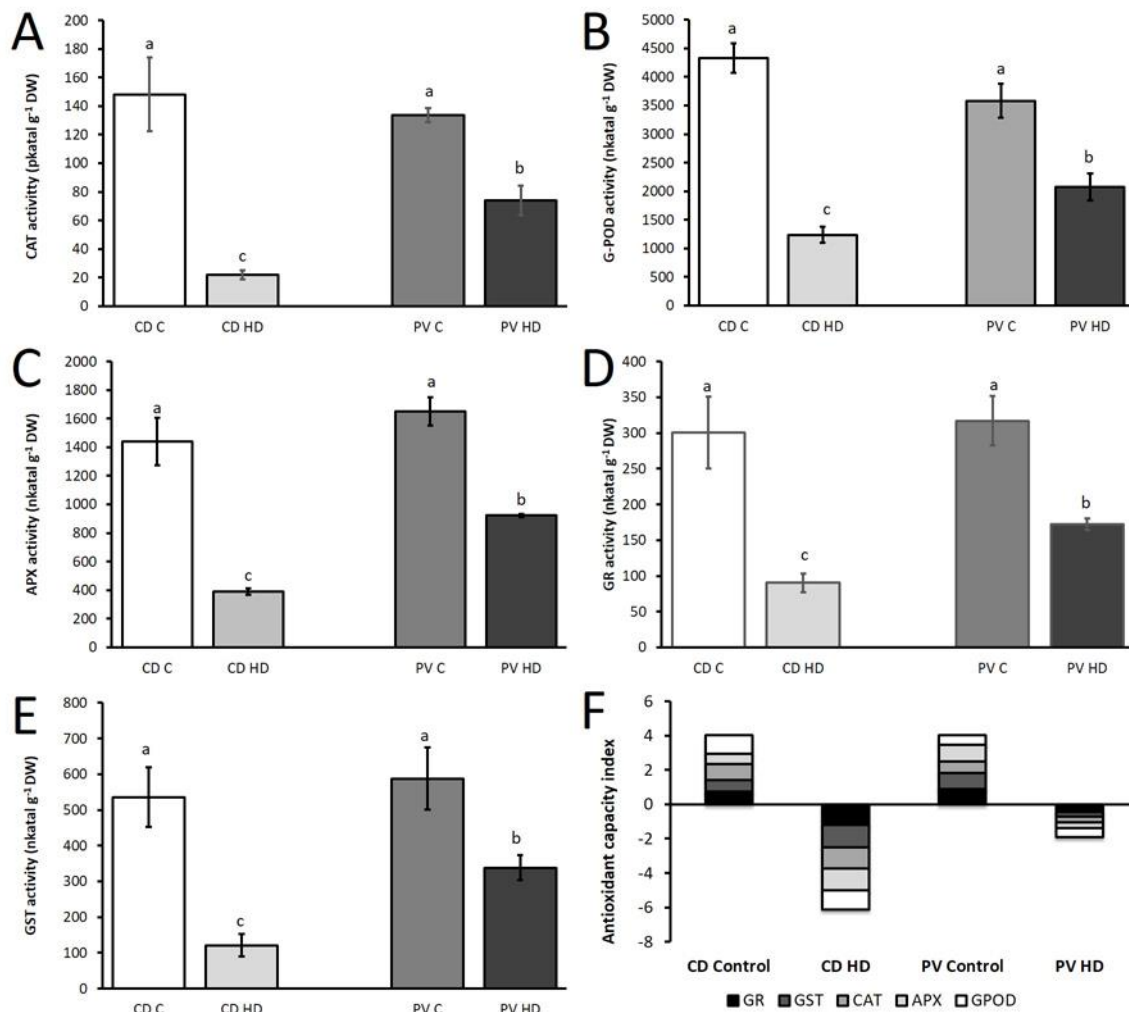 A
CAT activitty (pkatal g⁻¹ DW)
200
180
160
140
120
100
80
60
40
20
0
a
c
a
b
CD C CD HD PV C PV HD
B
G-POD activity (nkatal g⁻¹ DW)
5000
4500
4000
3500
3000
2500
2000
1500
1000
500
0
a
c
a
b
CD C CD HD PV C PV HD
C
APX activity (nkatal g⁻¹ DW)
2000
1800
1600
1400
1200
1000
800
600
400
200
0
a
c
a
b
CD C CD HD PV C PV HD
D
GR activity (nkatal g⁻¹ DW)
400
350
300
250
200
150
100
50
0
a
c
a
b
CD C CD HD PV C PV HD
E
GST activity (nkatal g⁻¹ DW)
800
700
600
500
400
300
200
100
0
a
c
a
b
CD C CD HD PV C PV HD
F
Antioxidant capacity index
6
4
2
0
-2
-4
-6
-8
CD Control CD HD PV Control PV HD
GR GST CAT APX GPOD